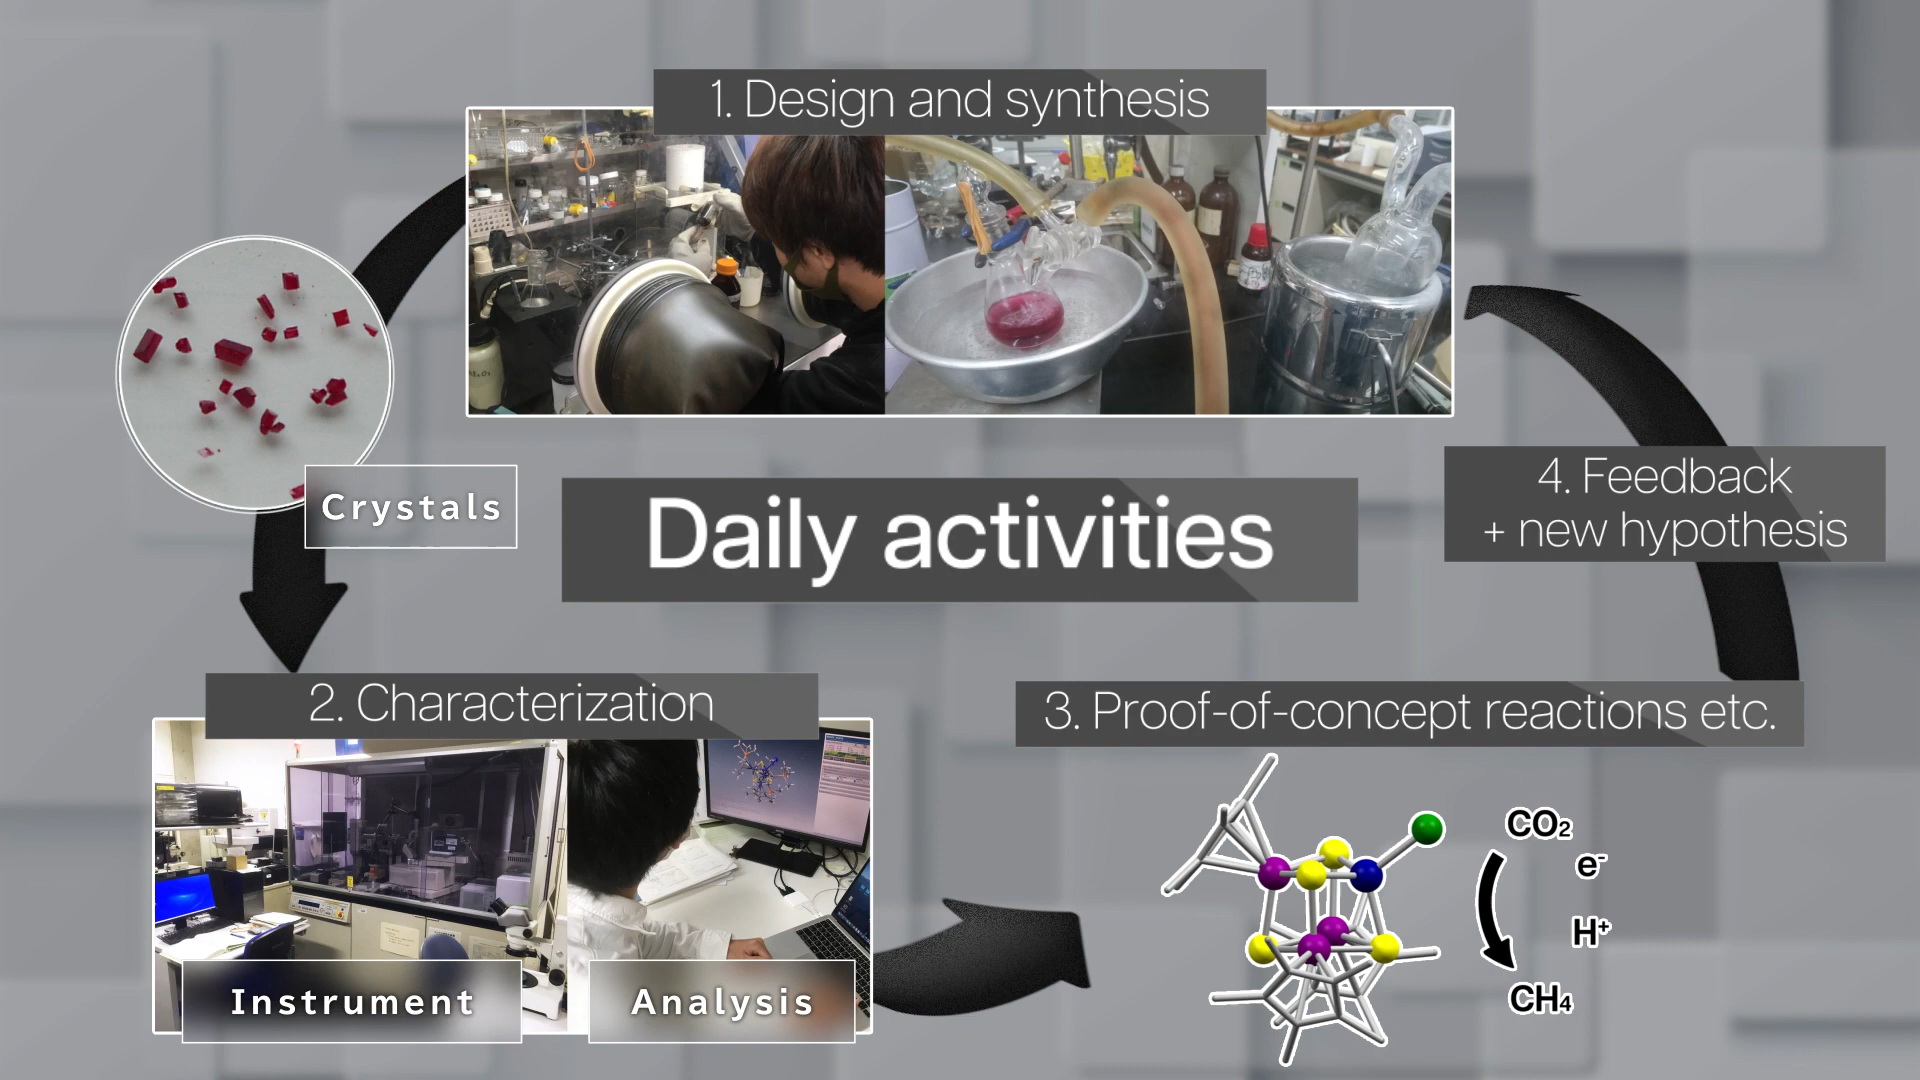 1. Design and synthesis
Crystals
Daily activities
4. Feedback
+ new hypothesis
2. Characterization
3. Proof-of-concept reactions etc.
Instrument
Analysis
CO₂
e⁻
H⁺
CH₄